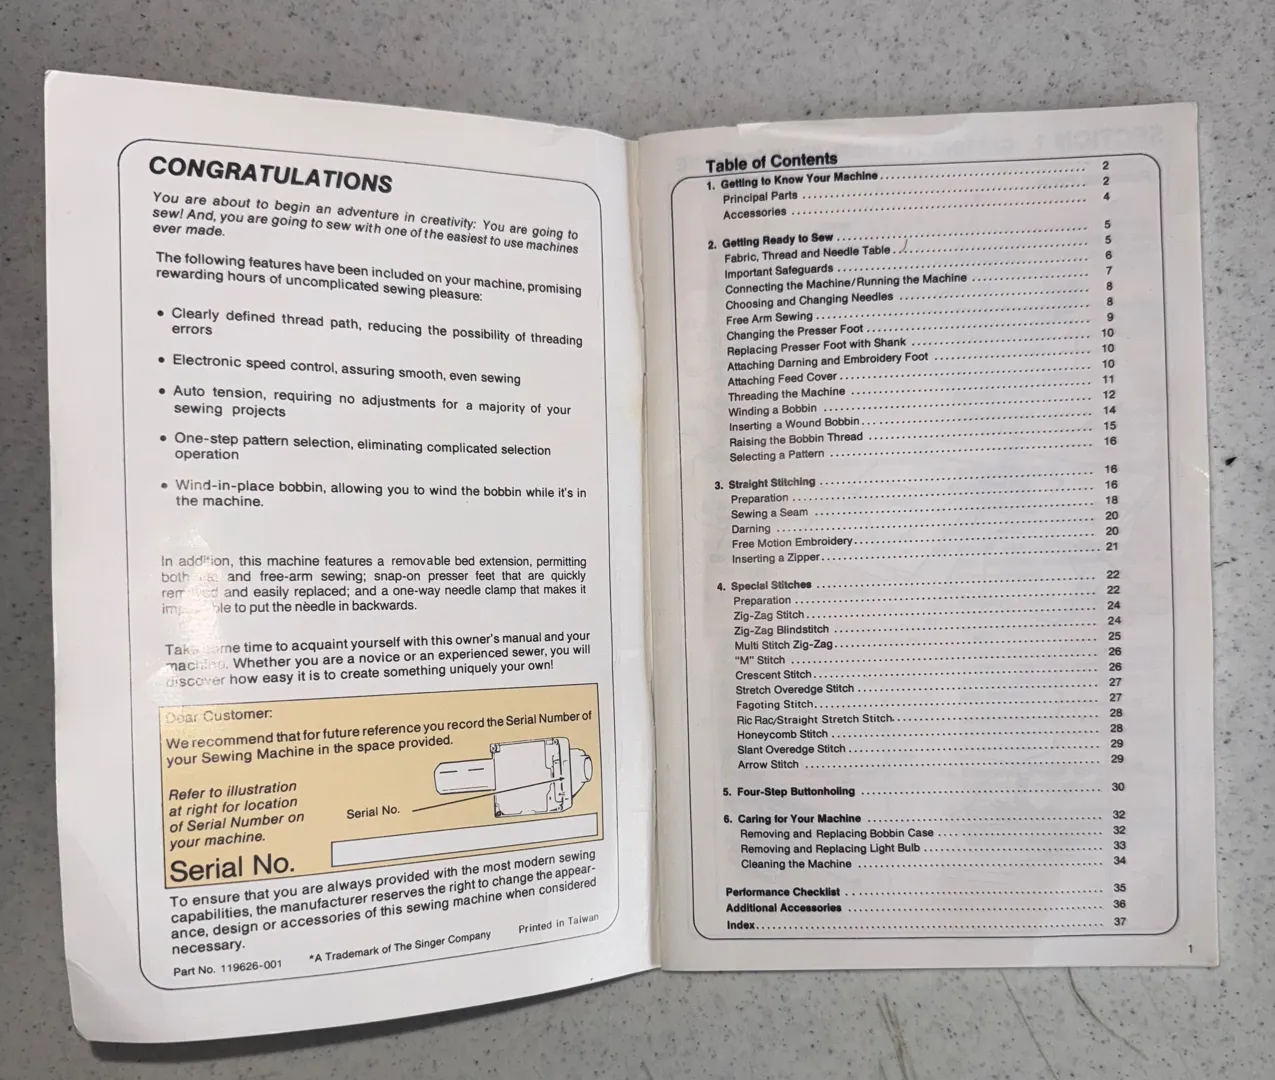 CONGRATULATIONS
You are about to begin an adventure in creativity: You are going to
sew! And, you are going to sew with one of the easiest to use machines
ever made.
The following features have been included on your machine, promising
rewarding hours of uncomplicated sewing pleasure:
• Clearly defined thread path, reducing the possibility of threading
errors
• Electronic speed control, assuring smooth, even sewing
• Auto tension, requiring no adjustments for a majority of your
sewing projects
• One-step pattern selection, eliminating complicated selection
operation
• Wind-in-place bobbin, allowing you to wind the bobbin while it's in
the machine.
In addition, this machine features a removable bed extension, permitting
both and free-arm sewing; snap-on presser feet that are quickly
removed and easily replaced; and a one-way needle clamp that makes it
to put the needle in backwards.
Take some time to acquaint yourself with this owner's manual and your
machine. Whether you are a novice or an experienced sewer, you will
discover how easy it is to create something uniquely your own!
Dear Customer:
We recommend that for future reference you record the Serial Number of
your Sewing Machine in the space provided.
Refer to illustration
at right for location
of Serial Number on
your machine.
Serial No.
Serial No.
To ensure that you are always provided with the most modern sewing
capabilities, the manufacturer reserves the right to change the appear-
ance, design or accessories of this sewing machine when considered
necessary.
Part No. 119626-001 *A Trademark of The Singer Company Printed in Taiwan
Table of Contents
1. Getting to Know Your Machine 2
Principal Parts 2
Accessories 4
2. Getting Ready to Sew 5
Fabric, Thread and Needle Table 5
Important Safeguards 6
Connecting the Machine/Running the Machine 7
Choosing and Changing Needles 8
Free Arm Sewing 8
Changing the Presser Foot 9
Replacing Presser Foot with Shank 10
Attaching Darning and Embroidery Foot 10
Attaching Feed Cover 10
Threading the Machine 11
Winding a Bobbin 12
Inserting a Wound Bobbin 14
Raising the Bobbin Thread 15
Selecting a Pattern 16
3. Straight Stitching 16
Preparation 16
Sewing a Seam 18
Darning 20
Free Motion Embroidery 20
Inserting a Zipper 21
4. Special Stitches 22
Preparation 22
Zig-Zag Stitch 24
Zig-Zag Blindstitch 24
Multi Stitch Zig-Zag 25
"M" Stitch 26
Crescent Stitch 26
Stretch Overedge Stitch 27
Fagoting Stitch 27
Ric Rac/Straight Stretch Stitch 28
Honeycomb Stitch 28
Slant Overedge Stitch 29
Arrow Stitch 29
5. Four-Step Buttonholing 30
6. Caring for Your Machine 32
Removing and Replacing Bobbin Case 32
Removing and Replacing Light Bulb 33
Cleaning the Machine 34
Performance Checklist 35
Additional Accessories 36
Index 37
1